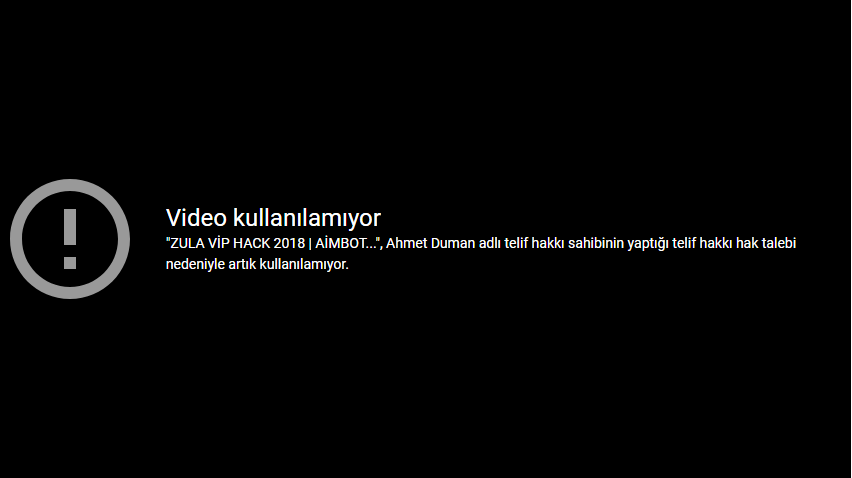 Video kullanılamıyor
"ZULA VİP HACK 2018 | AİMBOT...", Ahmet Duman adlı telif hakkı sahibinin yaptığı telif hakkı hak talebi
nedeniyle artık kullanılamıyor.